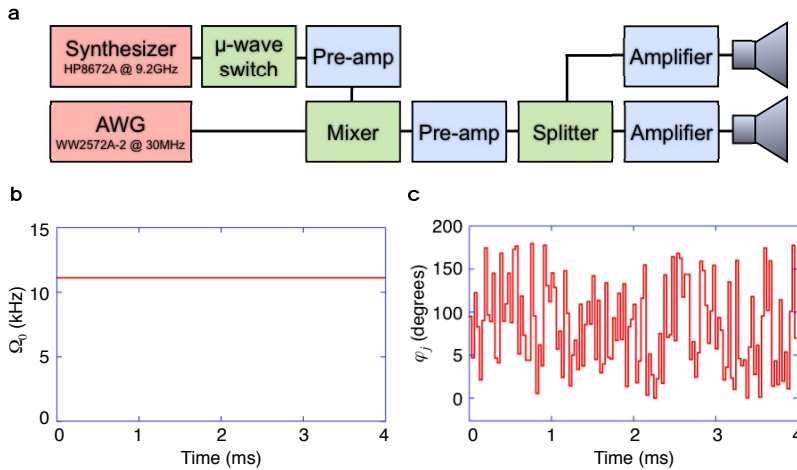 a
Synthesizer
HP8672A @ 9.2GHz
μ-wave
switch
Pre-amp
Amplifier
AWG
WW2572A-2 @ 30MHz
Mixer
Pre-amp
Splitter
Amplifier
b
15
10
5
0
Ω0 (kHz)
0 1 2 3 4
Time (ms)
c
200
150
100
50
0
φj (degrees)
0 1 2 3 4
Time (ms)